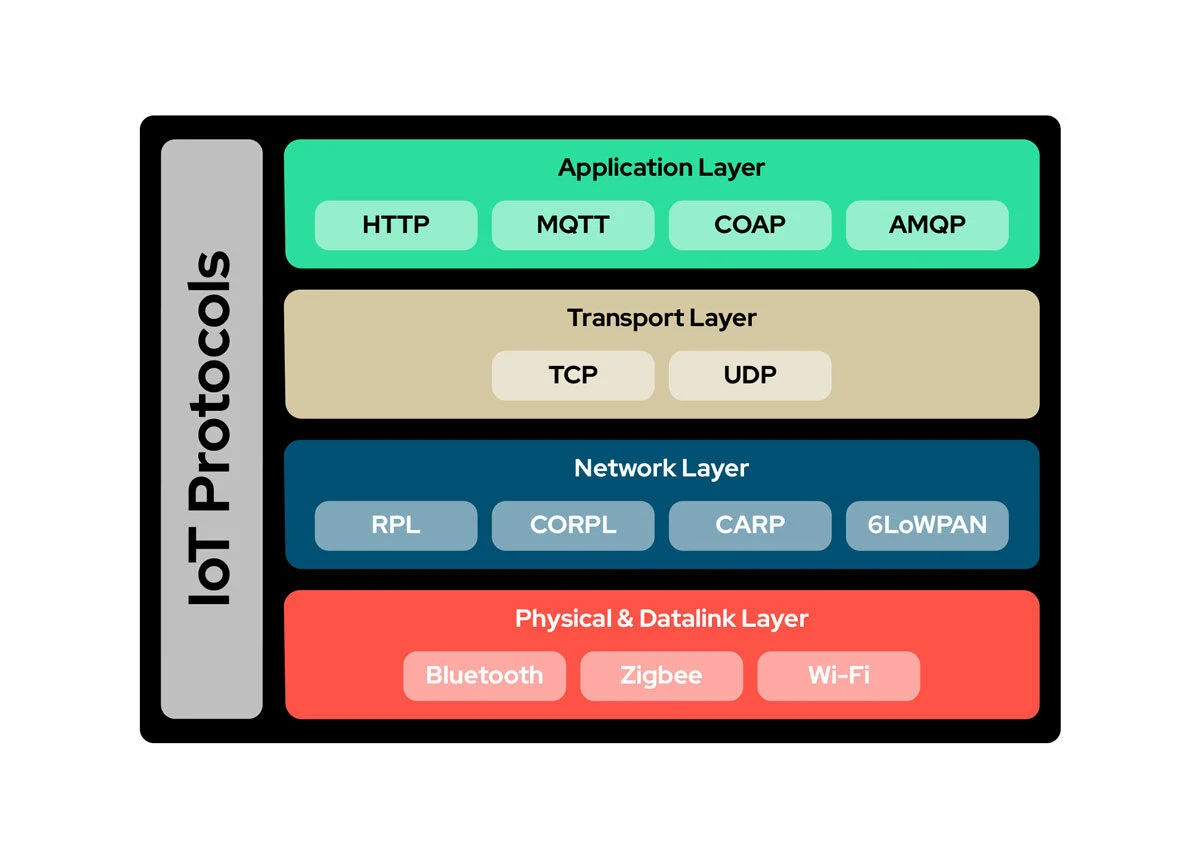 IoT Protocols
Application Layer
HTTP
MQTT
COAP
AMQP
Transport Layer
TCP
UDP
Network Layer
RPL
CORPL
CARP
6LoWPAN
Physical & Datalink Layer
Bluetooth
Zigbee
Wi-Fi